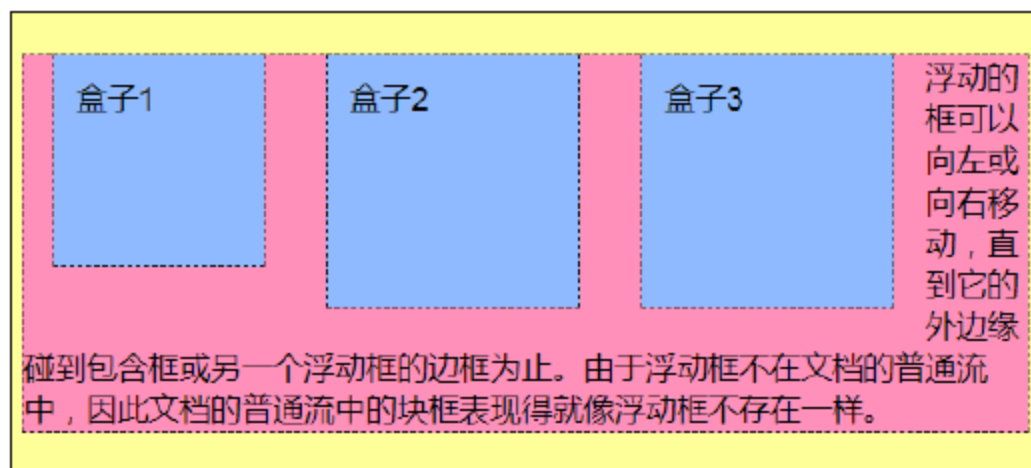 盒子1
盒子2
盒子3
浮动的
框可以
向左或
向右移
动，直
到它的
外边缘
碰到包含框或另一个浮动框的边框为止。由于浮动框不在文档的普通流
中，因此文档的普通流中的块框表现得就像浮动框不存在一样。